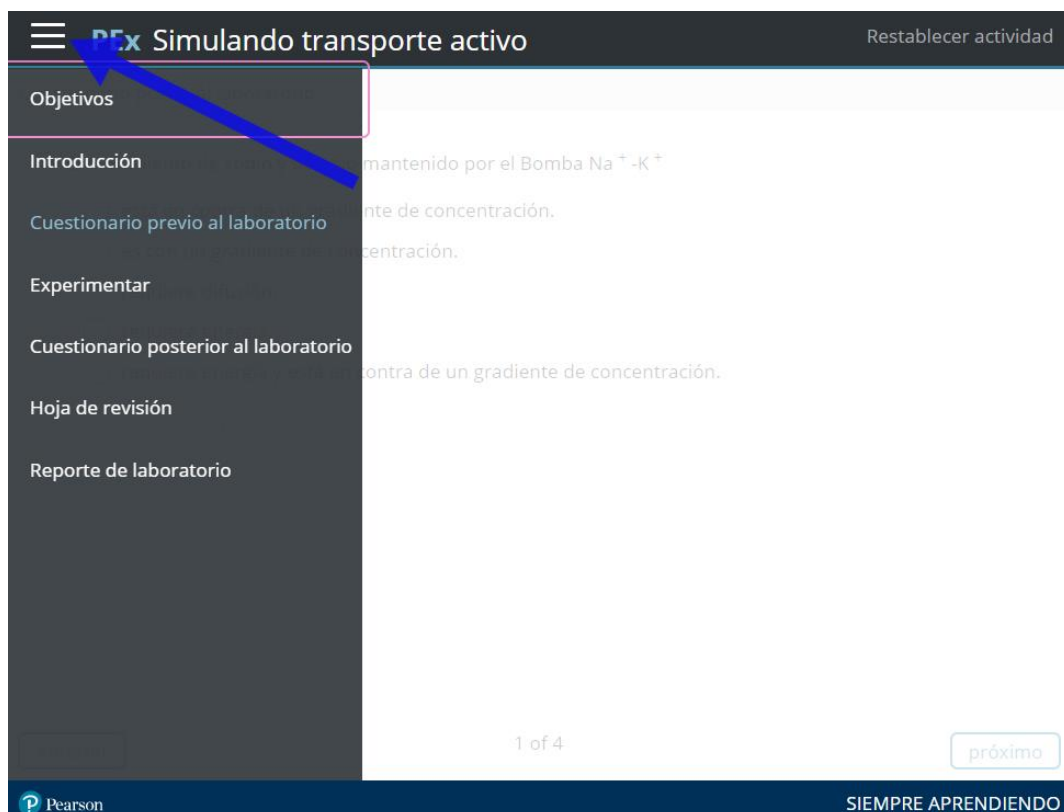 PEx Simulando transporte activo
Restablecer actividad
Objetivos
Introducción
mantenido por el Bomba Na + -K +
Cuestionario previo al laboratorio
nte de concentración.
centración.
Experimentar
Cuestionario posterior al laboratorio
contra de un gradiente de concentración.
Hoja de revisión
Reporte de laboratorio
1 of 4
próximo
Pearson
SIEMPRE APRENDIENDO